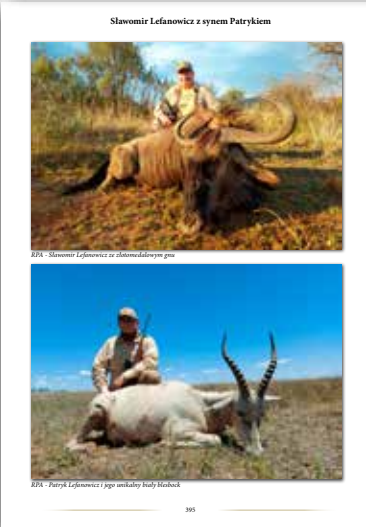 Sławomir Lefanowicz z synem Patrykiem
RPA - Sławomir Lefanowicz ze złotomedalowym gnu
RPA - Patryk Lefanowicz i jego unikalny biały blesbock
395